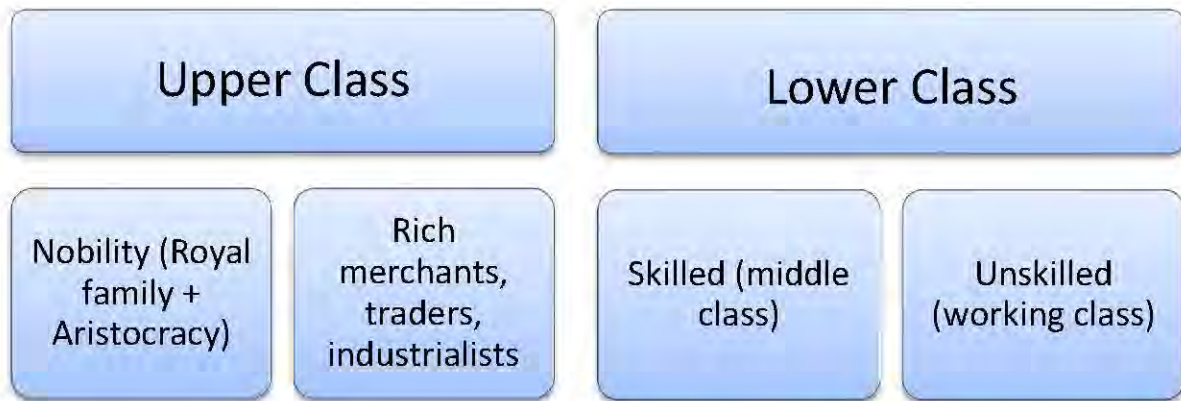 Upper Class
Lower Class
Nobility (Royal
family +
Aristocracy)
Rich
merchants,
traders,
industrialists
Skilled (middle
class)
Unskilled
(working class)